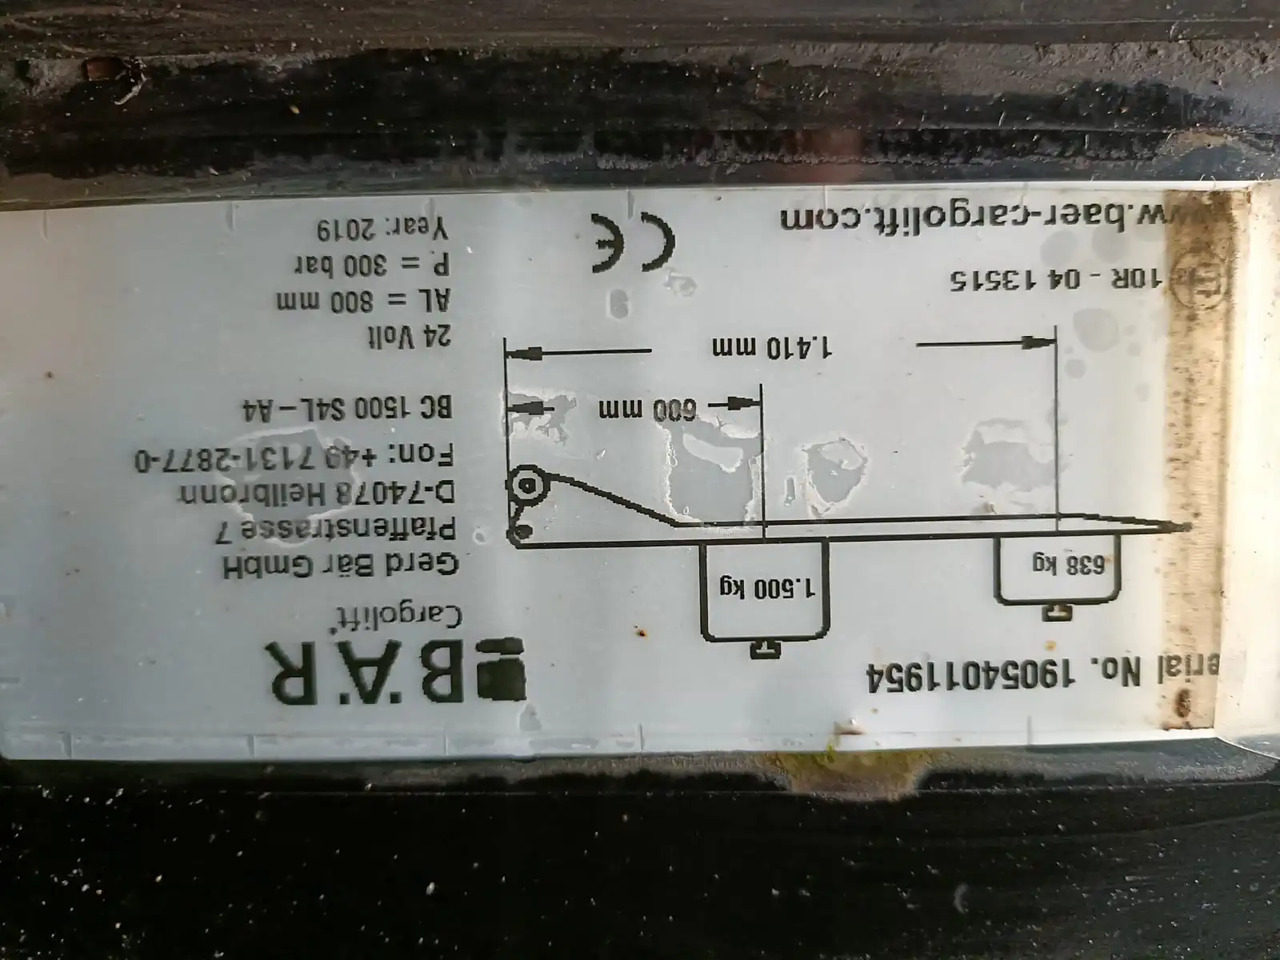 erial No. 19054011954
638 kg
1.500 kg
600 mm
1.410 mm
10R - 04 13515
w.baer-cargolift.com
CE
BÄR
Cargolift
Gerd Bär GmbH
Pfaffenstrasse 7
D-74078 Heilbronn
Fon: +49 7131-2877-0
BC 1500 S4L-A4
24 Volt
AL = 800 mm
P = 300 bar
Year: 2019